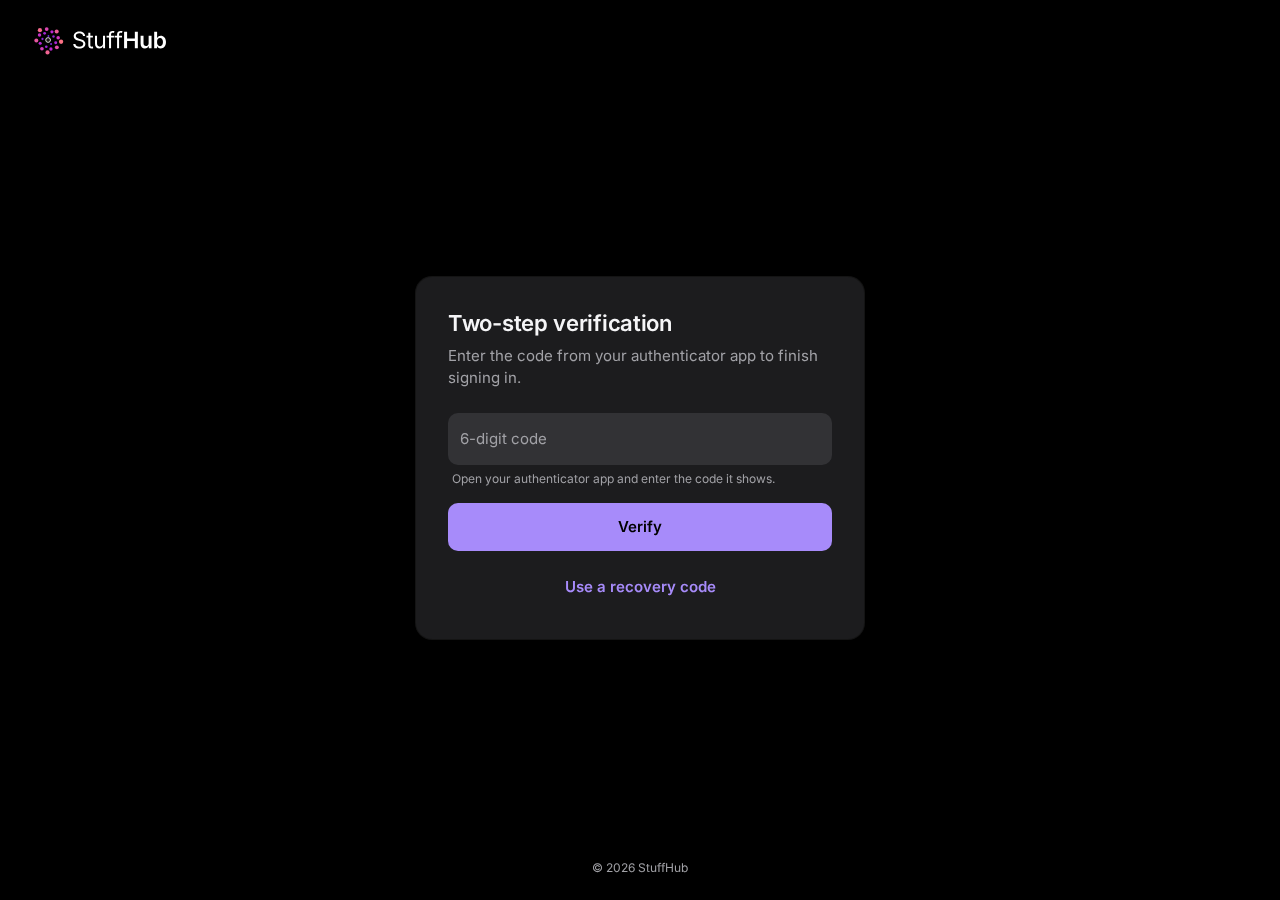 StuffHub
Two-step verification
Enter the code from your authenticator app to finish
signing in.
6-digit code
Open your authenticator app and enter the code it shows.
Verify
Use a recovery code
© 2026 StuffHub